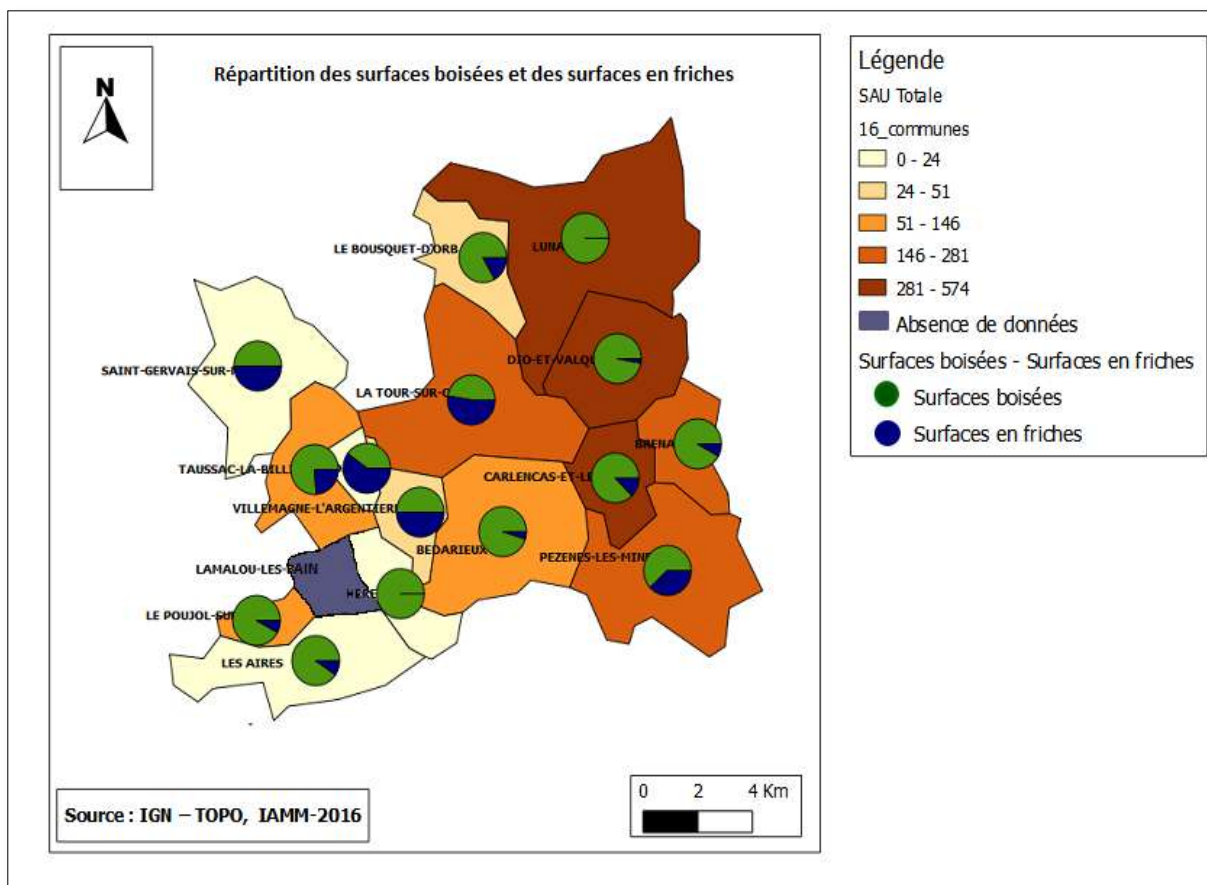 Répartition des surfaces boisées et des surfaces en friches
N
LE BOUSQUET-D'ORB
LUNA
SAINT-GERVAIS-SUR-
DIO-ET-VALQ
LA TOUR-SUR-O
BRENA
TAUSSAC-LA-BILL
CARLENCAS-ET-LE
VILLEMAGNE-L'ARGENTIER
BEDARIEUX
PEZENES-LES-MINE
LAMALOU-LES-BAIN
HERE
LE POUJOL-SU
LES AIRES
0 2 4 Km
Source : IGN – TOPO, IAMM-2016
Légende
SAU Totale
16_communes
0 - 24
24 - 51
51 - 146
146 - 281
281 - 574
Absence de données
Surfaces boisées - Surfaces en friches
Surfaces boisées
Surfaces en friches